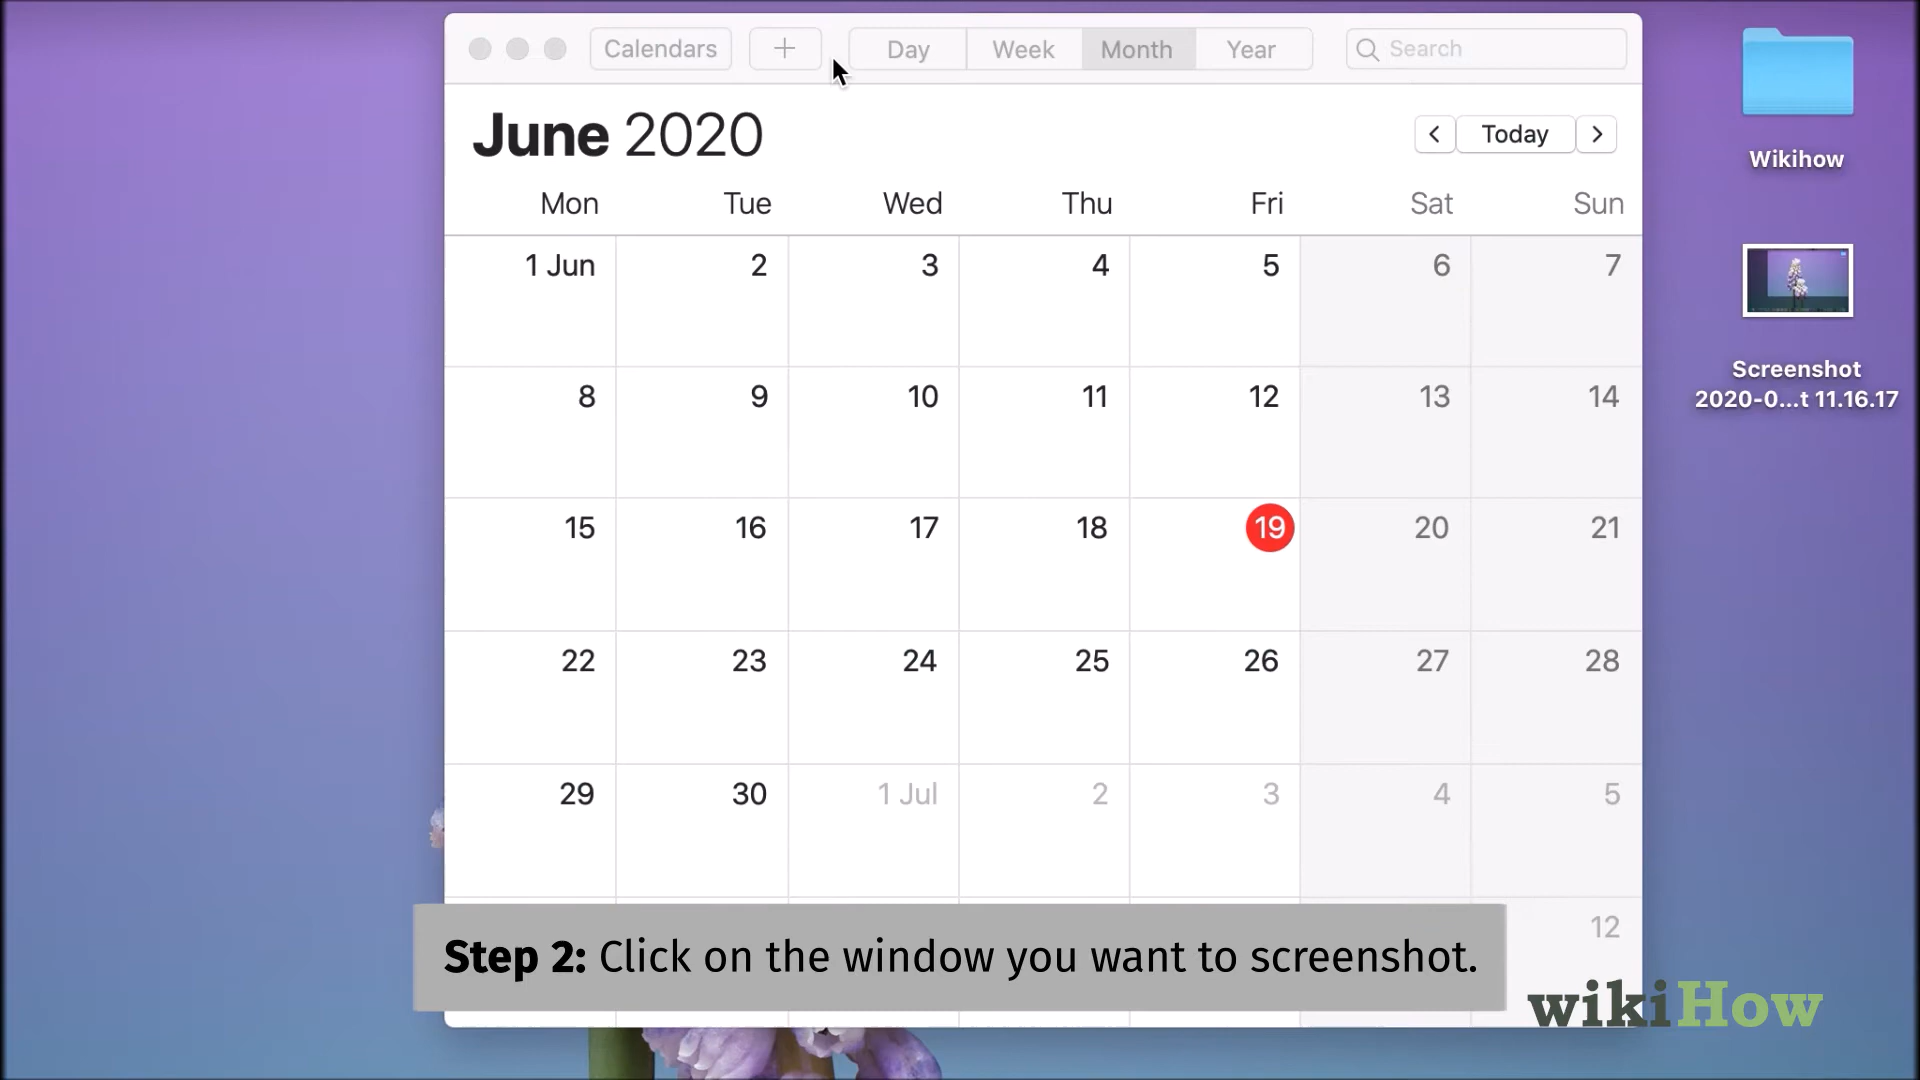 Calendars + Day Week Month Year Search
June 2020 Today
Mon Tue Wed Thu Fri Sat Sun
1 Jun 2 3 4 5 6 7
8 9 10 11 12 13 14
15 16 17 18 19 20 21
22 23 24 25 26 27 28
29 30 1 Jul 2 3 4 5
12
Step 2: Click on the window you want to screenshot.
wikiHow
Wikihow
Screenshot
2020-0...t 11.16.17